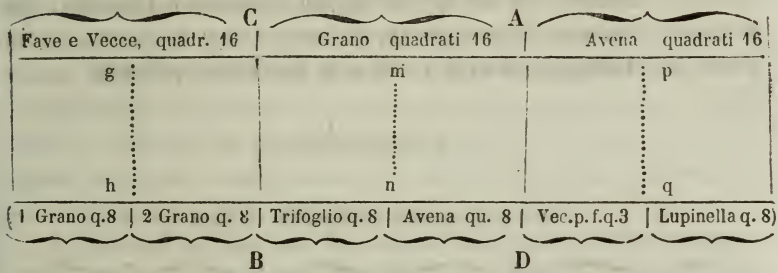 C A
Fave e Vecce, quadr. 16 | Grano quadrati 16 | Avena quadrati 16
g m p
h n q
( 1 Grano q.8 | 2 Grano q. 8 | Trifoglio q. 8 | Avena qu. 8 | Vec.p.f.q.3 | Lupinella q. 8)
B D